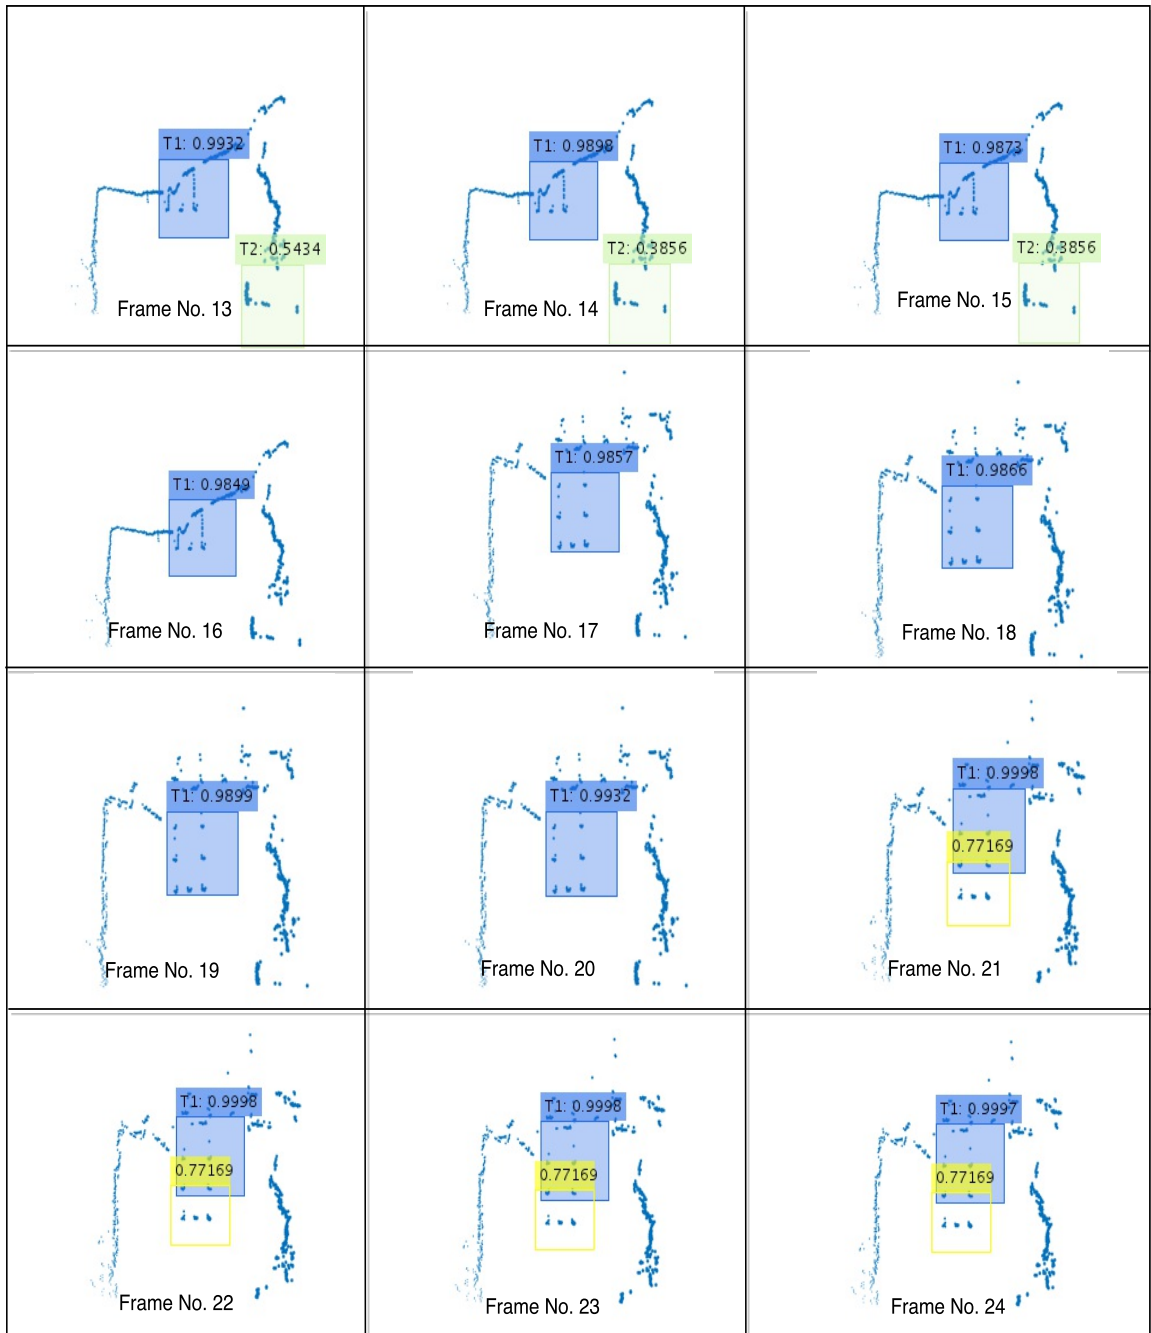 T1: 0.9932
T2: 0.5434
Frame No. 13
T1: 0.9898
T2: 0.3856
Frame No. 14
T1: 0.9873
T2: 0.3856
Frame No. 15
T1: 0.9849
Frame No. 16
T1: 0.9857
Frame No. 17
T1: 0.9866
Frame No. 18
T1: 0.9899
Frame No. 19
T1: 0.9932
Frame No. 20
T1: 0.9998
0.77169
Frame No. 21
T1: 0.9998
0.77169
Frame No. 22
T1: 0.9998
0.77169
Frame No. 23
T1: 0.9997
0.77169
Frame No. 24